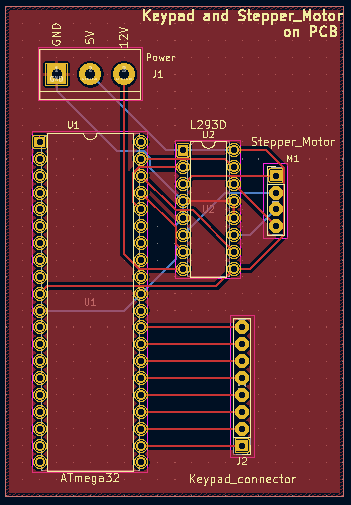 Keypad and Stepper_Motor
on PCB
GND
5V
12V
Power
J1
U1
L293D
U2
Stepper_Motor
M1
U2
U1
J2
ATmega32
Keypad_connector